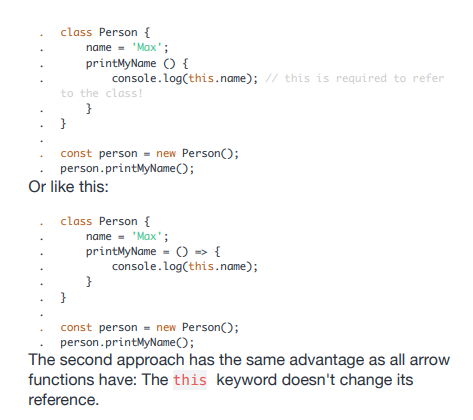 . class Person {
. name = 'Max';
. printMyName () {
. console.log(this.name); // this is required to refer
to the class!
. }
. }
.
. const person = new Person();
. person.printMyName();
Or like this:
. class Person {
. name = 'Max';
. printMyName = () => {
. console.log(this.name);
. }
. }
.
. const person = new Person();
. person.printMyName();
The second approach has the same advantage as all arrow
functions have: The this keyword doesn't change its
reference.